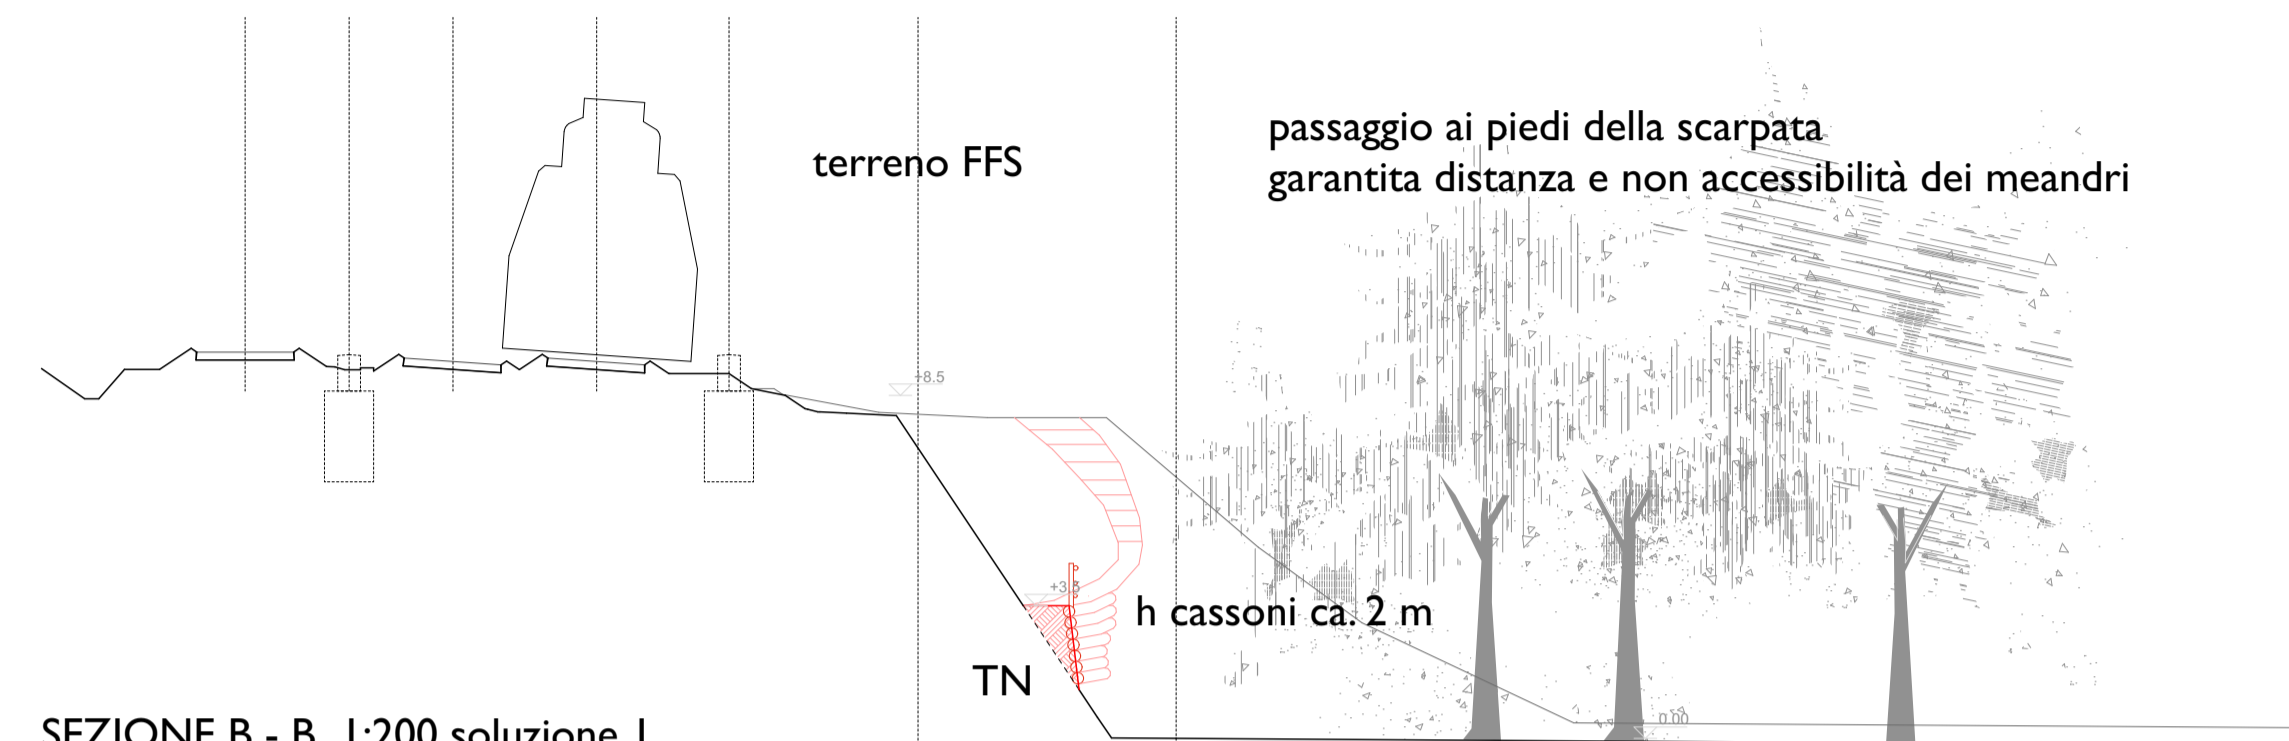 passaggio ai piedi della scarpata
terreno FFS
garantita distanza e non accessibilità dei meandri
+8.5
+3.5
h cassoni ca. 2 m
TN
0.00
SEZIONE B - B 1:200 soluzione 1